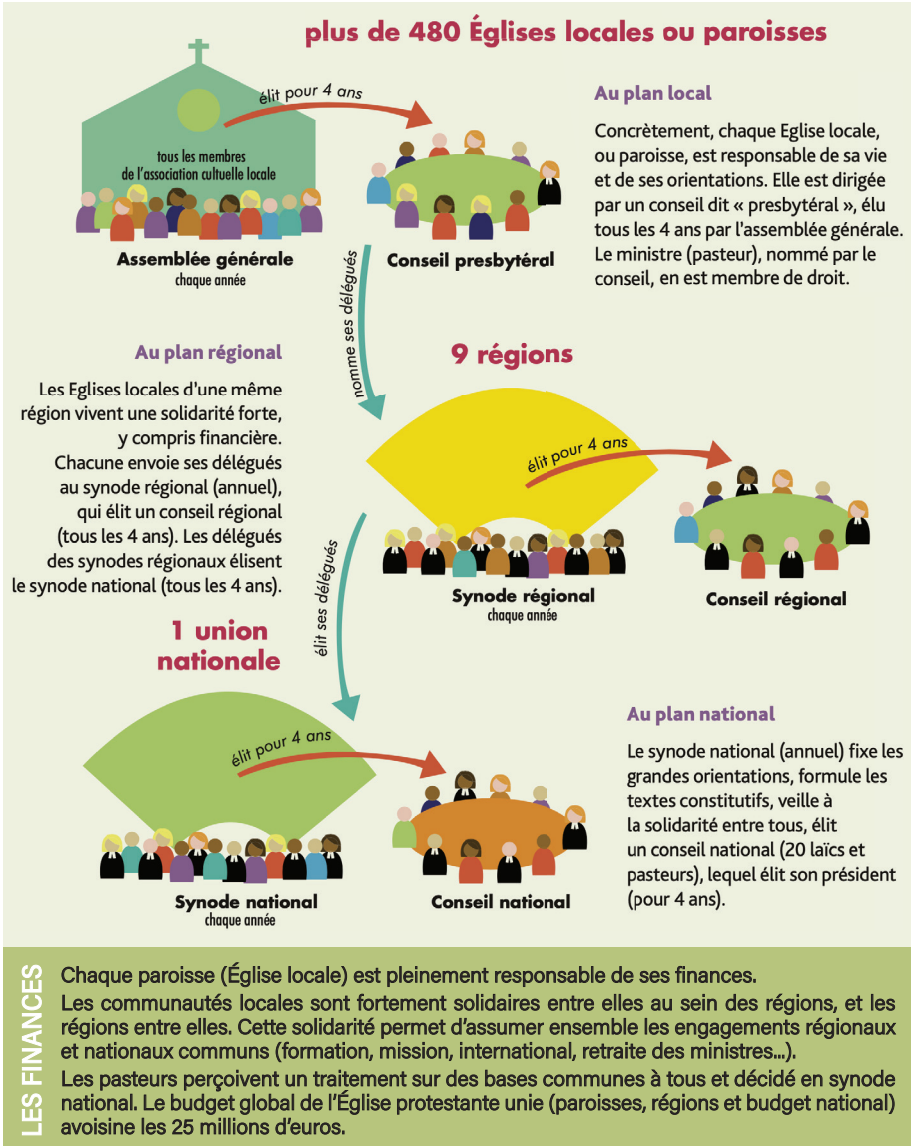 plus de 480 Églises locales ou paroisses
élit pour 4 ans
tous les membres
de l'association cultuelle locale
Assemblée générale
chaque année
Conseil presbytéral
Au plan local
Concrètement, chaque Eglise locale,
ou paroisse, est responsable de sa vie
et de ses orientations. Elle est dirigée
par un conseil dit « presbytéral », élu
tous les 4 ans par l'assemblée générale.
Le ministre (pasteur), nommé par le
conseil, en est membre de droit.
nomme ses délégués
Au plan régional
Les Eglises locales d'une même
région vivent une solidarité forte,
y compris financière.
Chacune envoie ses délégués
au synode régional (annuel),
qui élit un conseil régional
(tous les 4 ans). Les délégués
des synodes régionaux élisent
le synode national (tous les 4 ans).
9 régions
élit pour 4 ans
Synode régional
chaque année
Conseil régional
élit ses délégués
1 union
nationale
élit pour 4 ans
Synode national
chaque année
Conseil national
Au plan national
Le synode national (annuel) fixe les
grandes orientations, formule les
textes constitutifs, veille à
la solidarité entre tous, élit
un conseil national (20 laïcs et
pasteurs), lequel élit son président
(pour 4 ans).
LES FINANCES
Chaque paroisse (Église locale) est pleinement responsable de ses finances.
Les communautés locales sont fortement solidaires entre elles au sein des régions, et les
régions entre elles. Cette solidarité permet d'assumer ensemble les engagements régionaux
et nationaux communs (formation, mission, international, retraite des ministres...).
Les pasteurs perçoivent un traitement sur des bases communes à tous et décidé en synode
national. Le budget global de l'Église protestante unie (paroisses, régions et budget national)
avoisine les 25 millions d'euros.